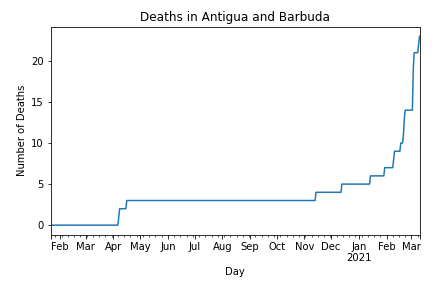 Deaths in Antigua and Barbuda
Number of Deaths
20
15
10
5
0
Feb Mar Apr May Jun Jul Aug Sep Oct Nov Dec Jan Feb Mar
2021
Day